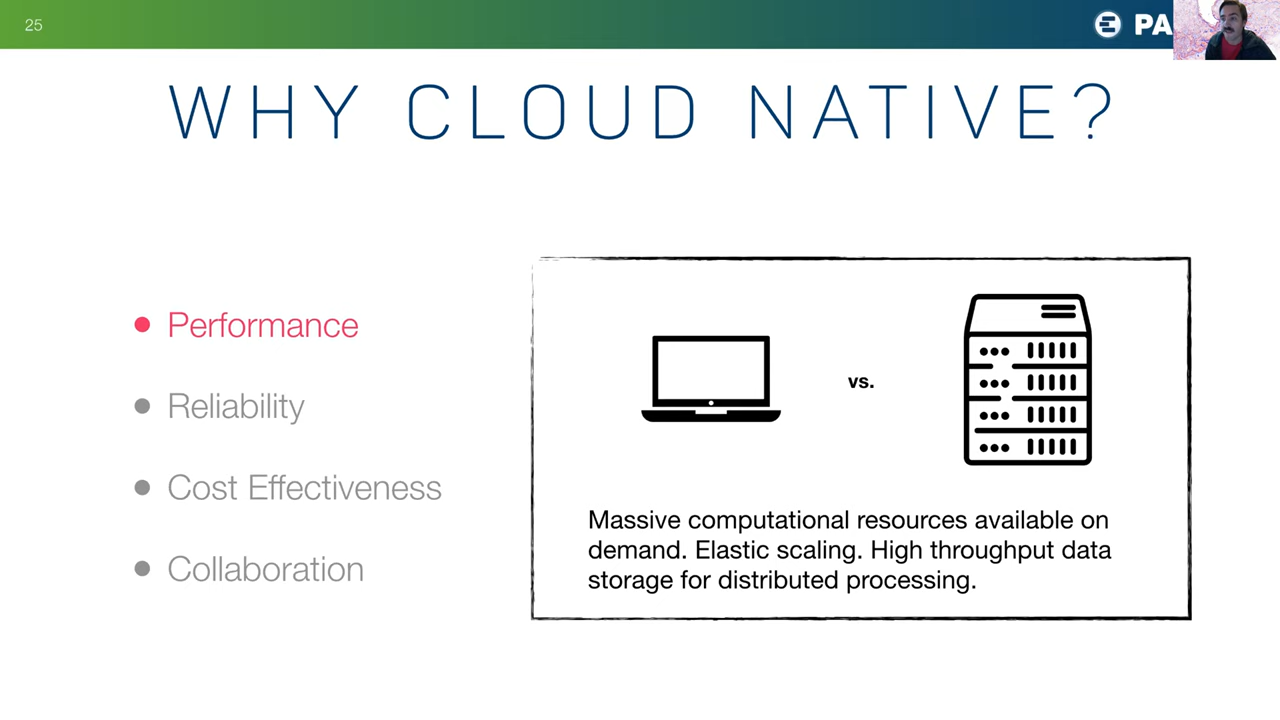 25
PA
WHY CLOUD NATIVE?
• Performance
• Reliability
• Cost Effectiveness
• Collaboration
vs.
Massive computational resources available on
demand. Elastic scaling. High throughput data
storage for distributed processing.